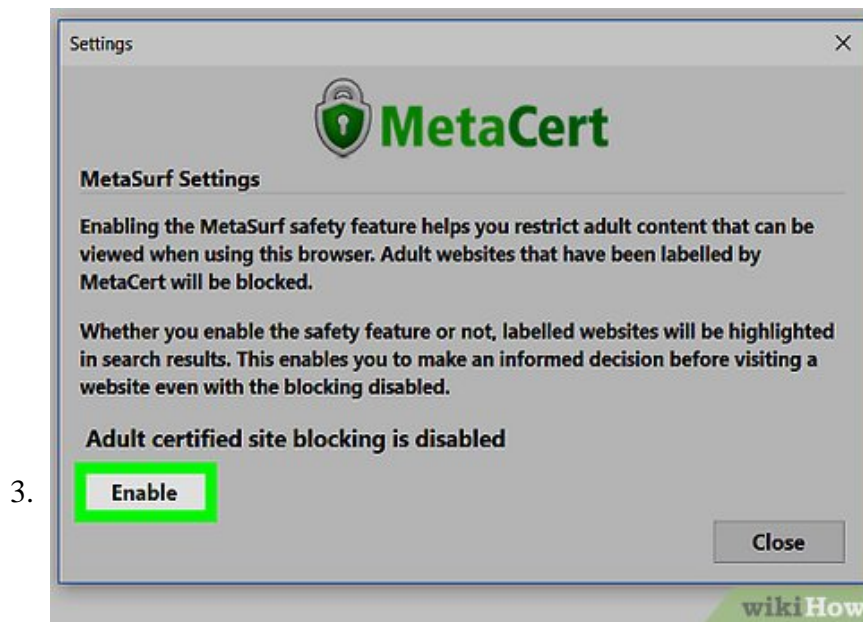 Settings
MetaCert
MetaSurf Settings
Enabling the MetaSurf safety feature helps you restrict adult content that can be
viewed when using this browser. Adult websites that have been labelled by
MetaCert will be blocked.
Whether you enable the safety feature or not, labelled websites will be highlighted
in search results. This enables you to make an informed decision before visiting a
website even with the blocking disabled.
Adult certified site blocking is disabled
3.
Enable
Close
wikiHow